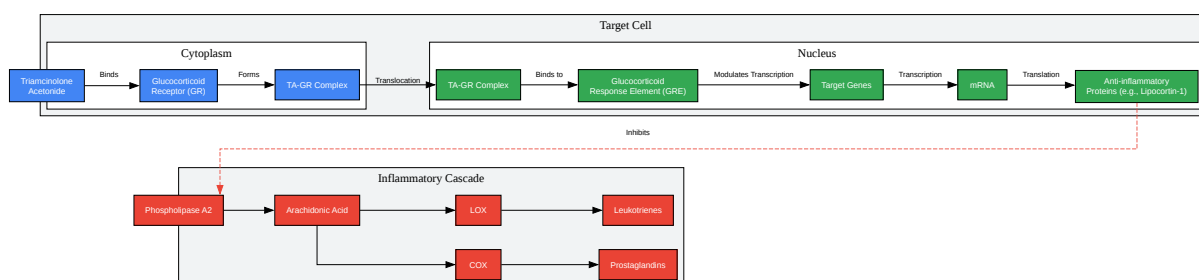 Target Cell
Cytoplasm
Nucleus
Triamcinolone
Acetonide
Binds
Glucocorticoid
Receptor (GR)
Forms
TA-GR Complex
Translocation
TA-GR Complex
Binds to
Glucocorticoid
Response Element (GRE)
Modulates Transcription
Target Genes
Transcription
mRNA
Translation
Anti-inflammatory
Proteins (e.g., Lipocortin-1)
Inhibits
Inflammatory Cascade
Phospholipase A2
Arachidonic Acid
LOX
Leukotrienes
COX
Prostaglandins